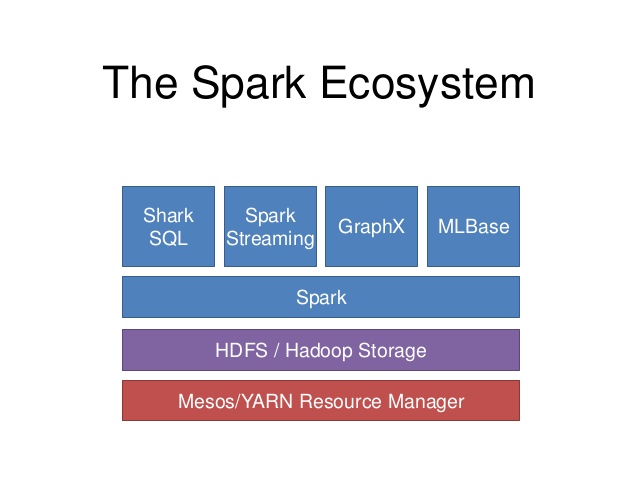 The Spark Ecosystem
Shark
SQL
Spark
Streaming
GraphX
MLBase
Spark
HDFS / Hadoop Storage
Mesos/YARN Resource Manager